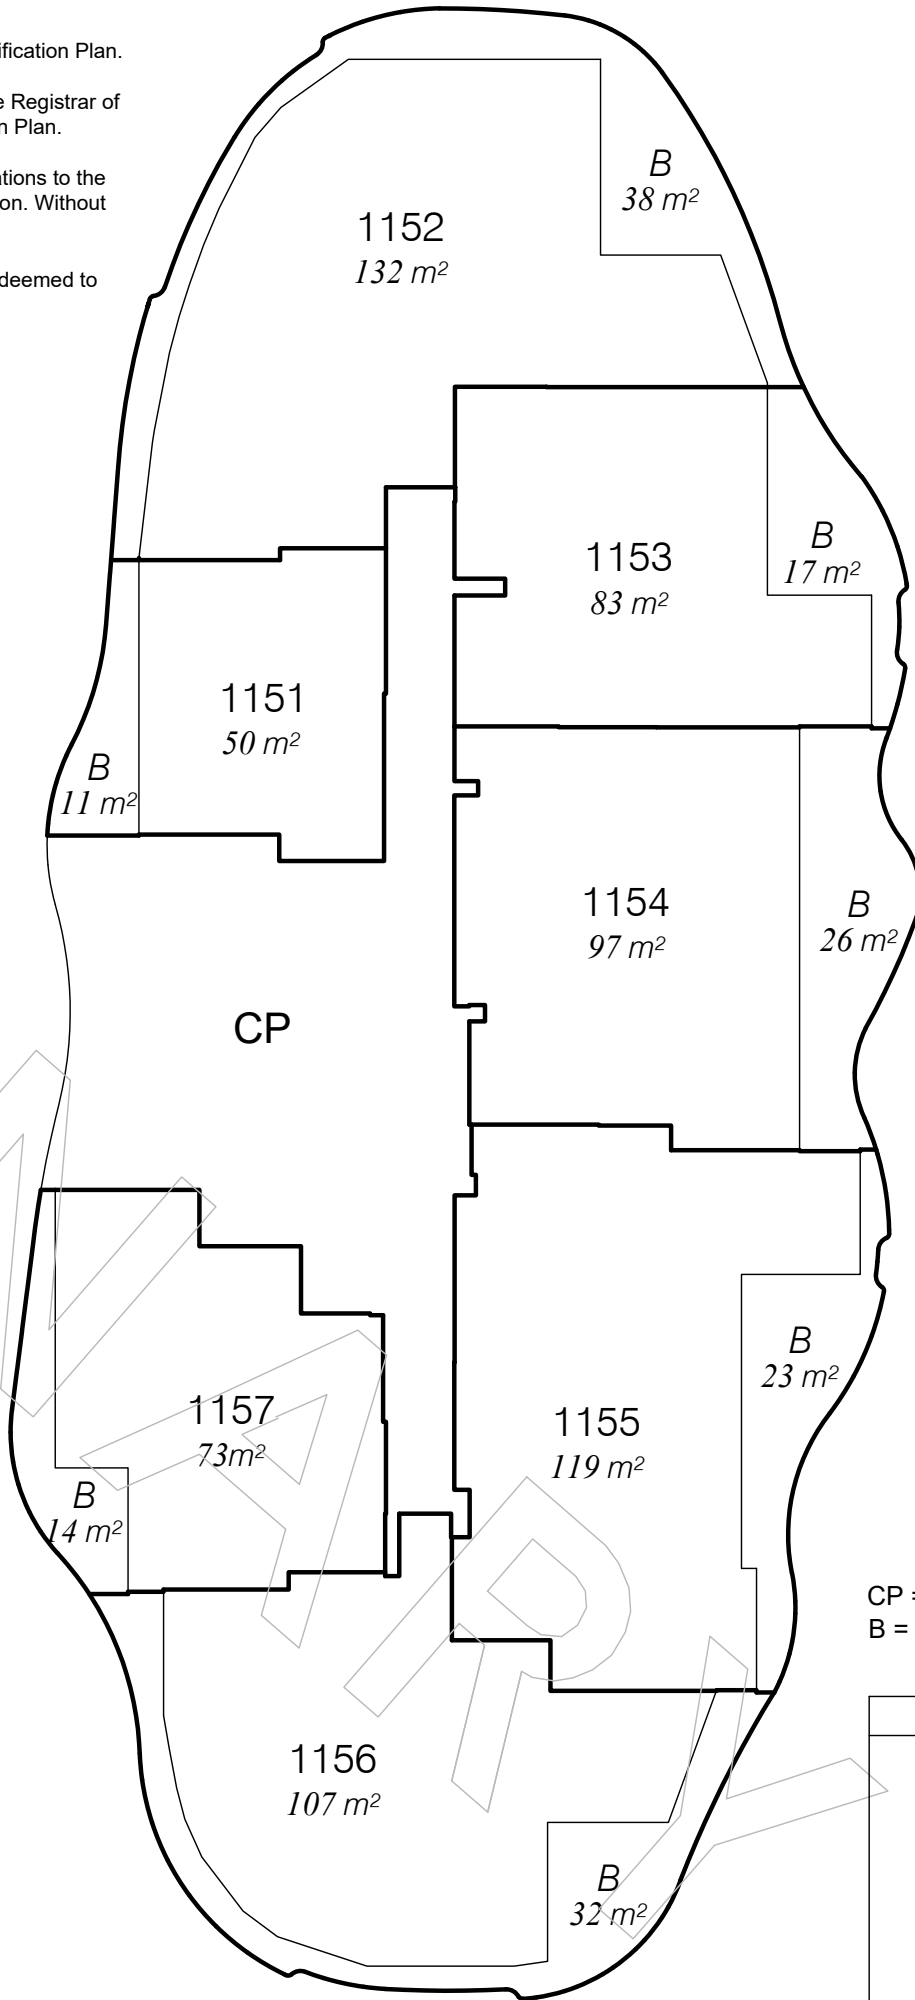 ification Plan.
e Registrar of
n Plan.
ations to the
on. Without
deemed to
B
38 m²
1152
132 m²
1153
83 m²
B
17 m²
1151
50 m²
B
11 m²
1154
97 m²
B
26 m²
CP
B
23 m²
1157
73m²
1155
119 m²
B
14 m²
CP =
B =
1156
107 m²
B
32 m²